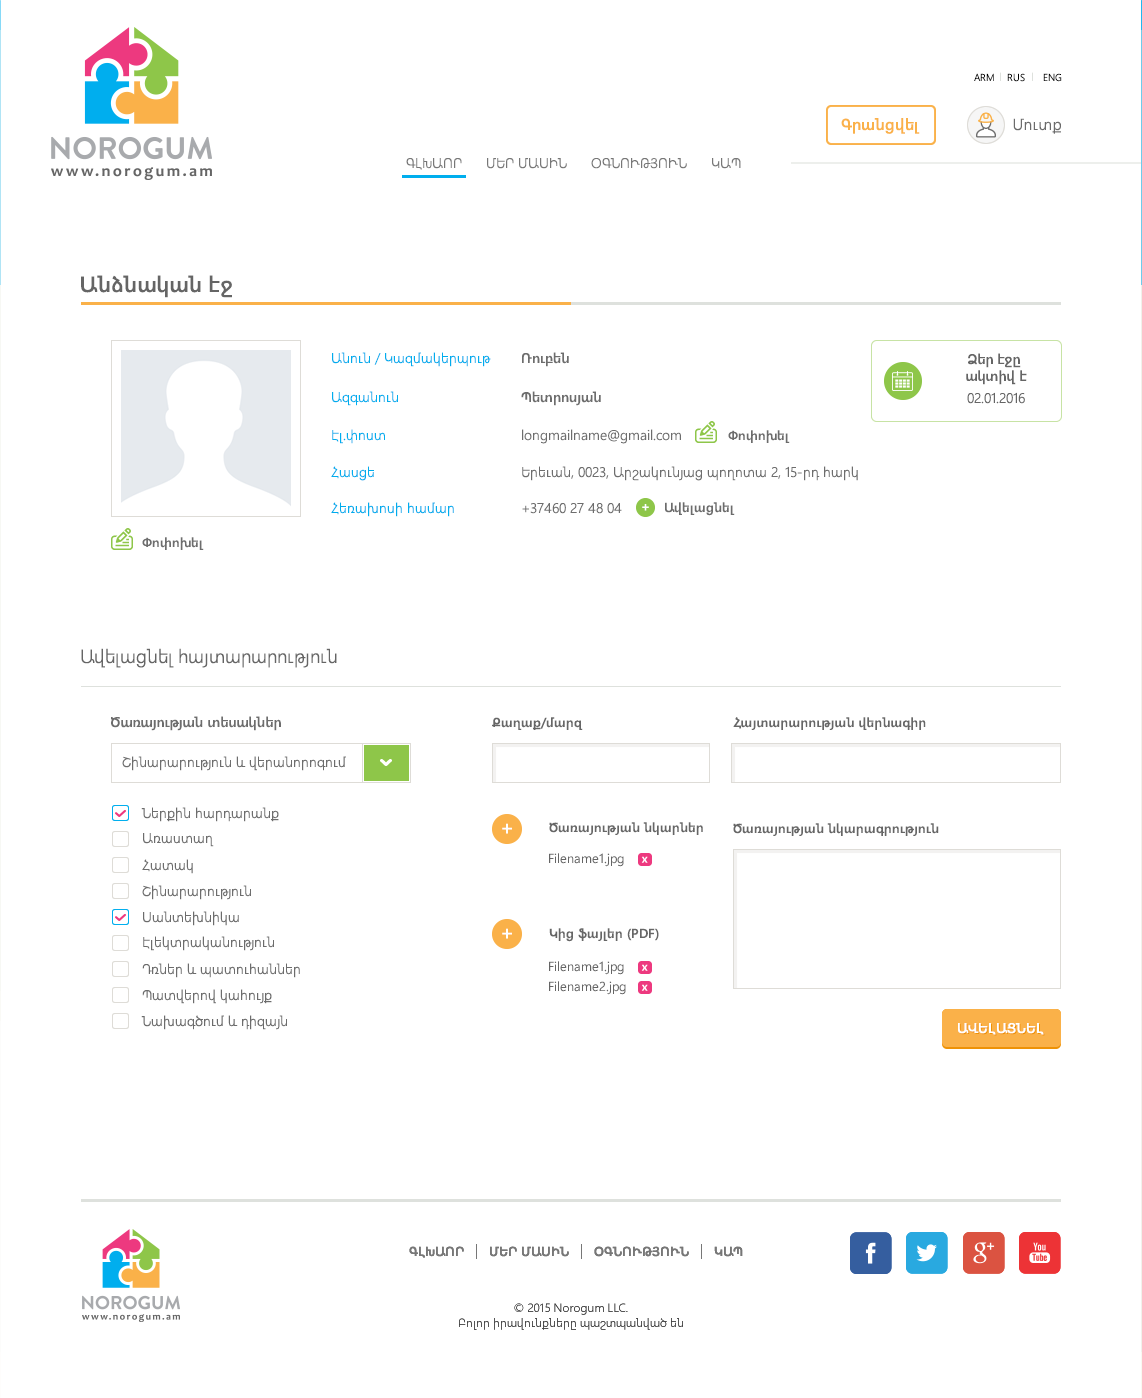 ARM | RUS | ENG
Գրանցվել
Մուտք
NOROGUM
www.norogum.am
ԳԼԽԱՈՐ ՄԵՐ ՄԱՍԻՆ ՕԳՆՈՒԹՅՈՒՆ ԿԱՊ
Անձնական էջ
Անուն / Կազմակերպութ Ռուբեն
Ազգանուն Պետրոսյան
Էլ.փոստ longmailname@gmail.com Փոփոխել
Հասցե Երեւան, 0023, Արշակունյաց պողոտա 2, 15-րդ հարկ
Հեռախոսի համար +37460 27 48 04 Ավելացնել
Ձեր էջը
ակտիվ է
02.01.2016
Փոփոխել
Ավելացնել հայտարարություն
Ծառայության տեսակներ
Շինարարություն և վերանորոգում
Ներքին հարդարանք
Առաստաղ
Հատակ
Շինարարություն
Սանտեխնիկա
Էլեկտրականություն
Դռներ և պատուհաններ
Պատվերով կահույք
Նախագծում և դիզայն
Քաղաք/մարզ
Ծառայության նկարներ
Filename1.jpg x
Կից ֆայլեր (PDF)
Filename1.jpg x
Filename2.jpg x
Հայտարարության վերնագիր
Ծառայության նկարագրություն
ԱՎԵԼԱՑՆԵԼ
NOROGUM
www.norogum.am
ԳԼԽԱՈՐ | ՄԵՐ ՄԱՍԻՆ | ՕԳՆՈՒԹՅՈՒՆ | ԿԱՊ
f g+ You Tube
© 2015 Norogum LLC.
Բոլոր իրավունքները պաշտպանված են